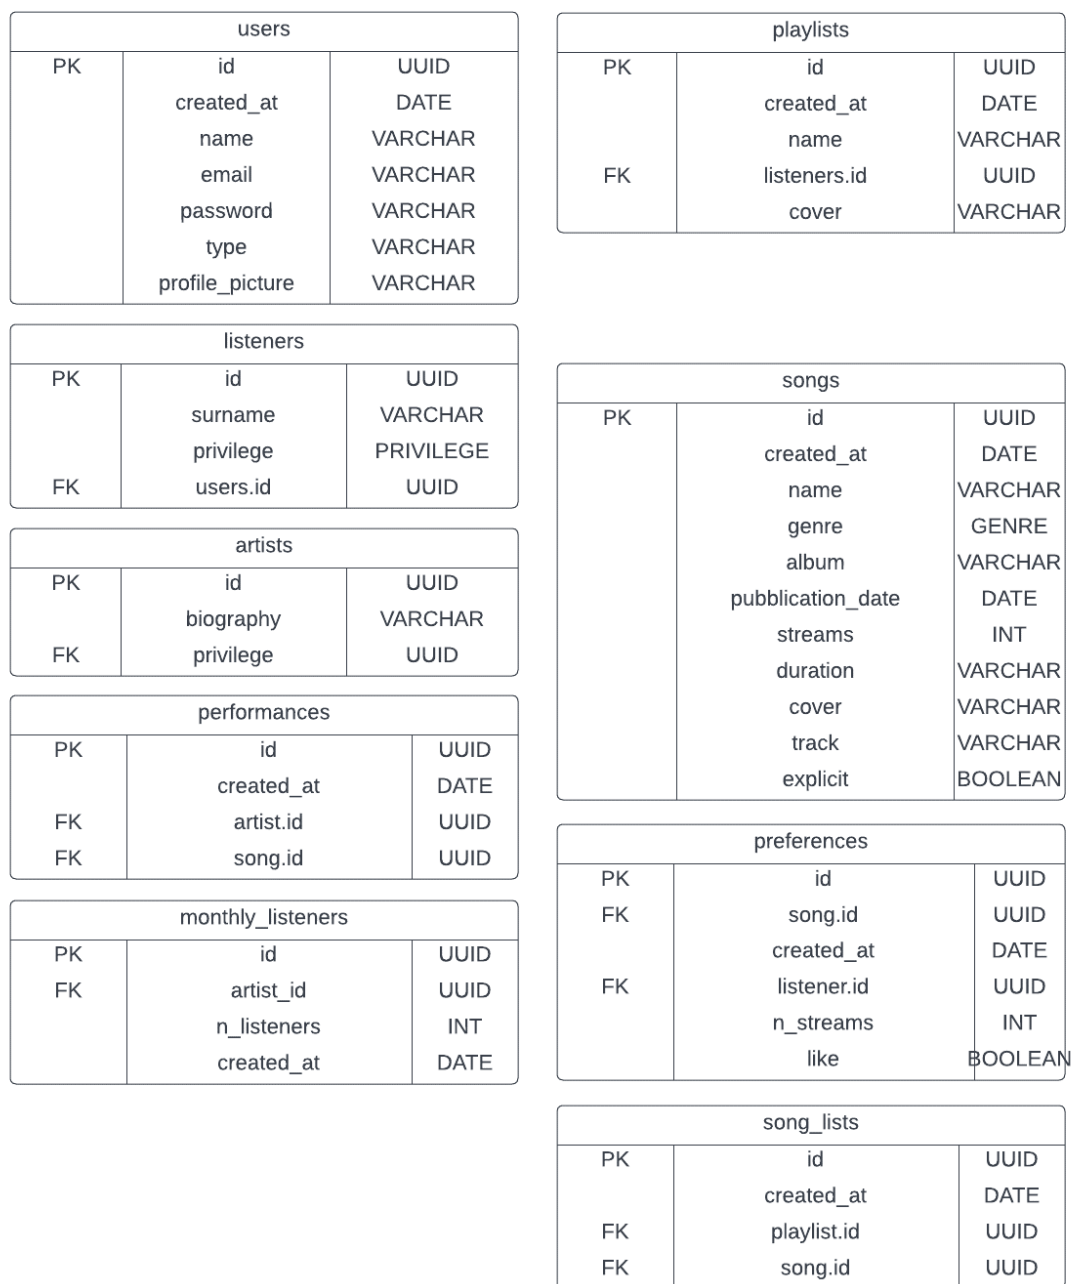 users
PK id UUID
created_at DATE
name VARCHAR
email VARCHAR
password VARCHAR
type VARCHAR
profile_picture VARCHAR
listeners
PK id UUID
surname VARCHAR
privilege PRIVILEGE
FK users.id UUID
artists
PK id UUID
biography VARCHAR
FK privilege UUID
performances
PK id UUID
created_at DATE
FK artist.id UUID
FK song.id UUID
monthly_listeners
PK id UUID
FK artist_id UUID
n_listeners INT
created_at DATE
playlists
PK id UUID
created_at DATE
name VARCHAR
FK listeners.id UUID
cover VARCHAR
songs
PK id UUID
created_at DATE
name VARCHAR
genre GENRE
album VARCHAR
pubblication_date DATE
streams INT
duration VARCHAR
cover VARCHAR
track VARCHAR
explicit BOOLEAN
preferences
PK id UUID
FK song.id UUID
created_at DATE
FK listener.id UUID
n_streams INT
like BOOLEAN
song_lists
PK id UUID
created_at DATE
FK playlist.id UUID
FK song.id UUID